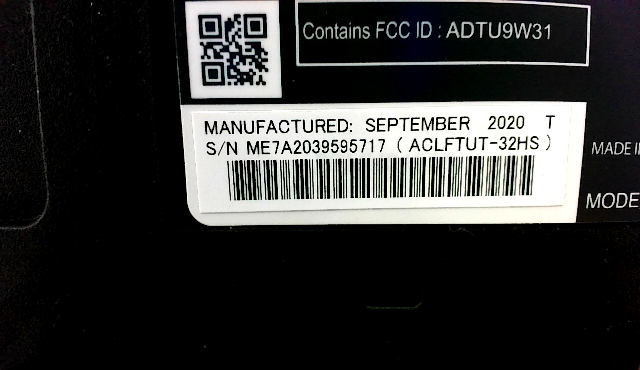 Contains FCC ID : ADTU9W31
MANUFACTURED: SEPTEMBER 2020 T
S/N ME7A2039595717 ( ACLFTUT-32HS )
MADE
MODE